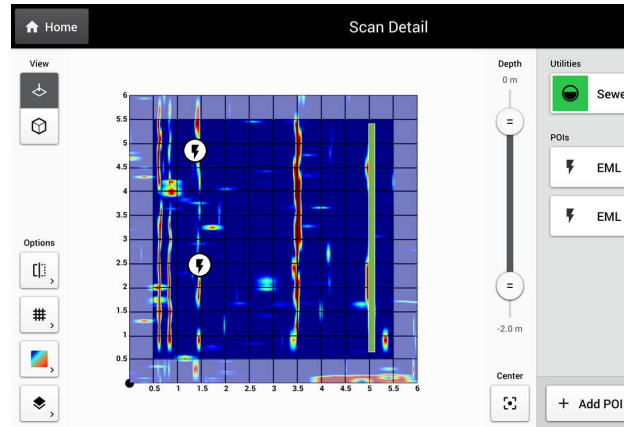 Home
Scan Detail
View
Options
6
5.5
5
4.5
4
3.5
3
2.5
2
1.5
1
0.5
0.5 1 1.5 2 2.5 3 3.5 4 4.5 5 5.5 6
Depth
0 m
-2.0 m
Center
Utilities
Sewe
POIs
EML
EML
+ Add POI